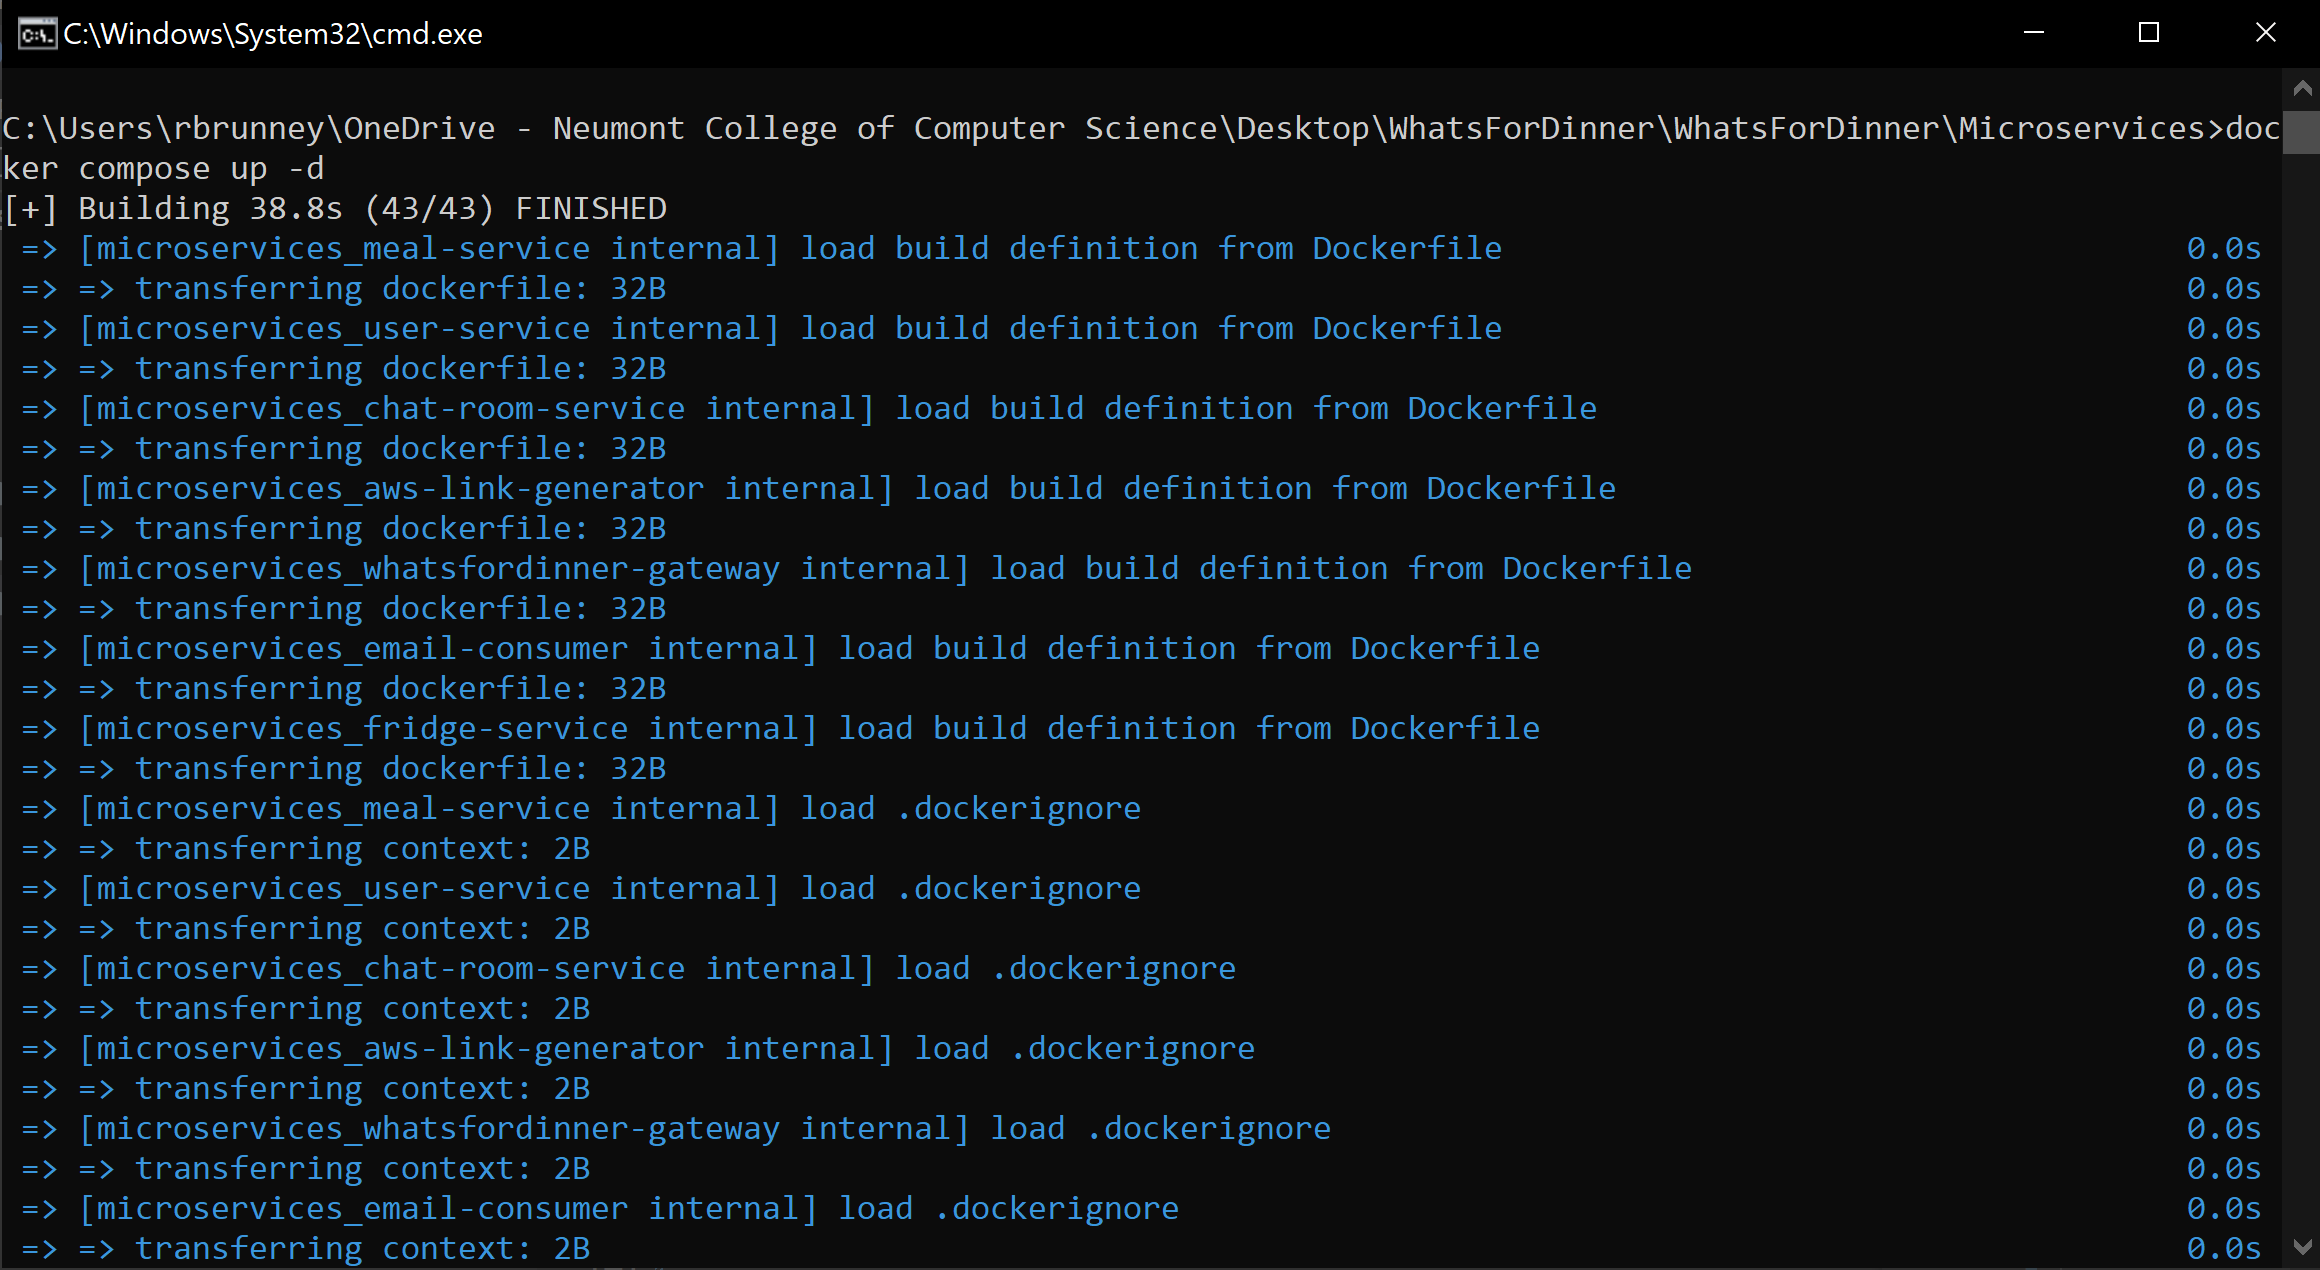 C:\Windows\System32\cmd.exe
C:\Users\rbrunney\OneDrive - Neumont College of Computer Science\Desktop\WhatsForDinner\WhatsForDinner\Microservices>doc
ker compose up -d
[+] Building 38.8s (43/43) FINISHED
=> [microservices_meal-service internal] load build definition from Dockerfile 0.0s
=> => transferring dockerfile: 32B 0.0s
=> [microservices_user-service internal] load build definition from Dockerfile 0.0s
=> => transferring dockerfile: 32B 0.0s
=> [microservices_chat-room-service internal] load build definition from Dockerfile 0.0s
=> => transferring dockerfile: 32B 0.0s
=> [microservices_aws-link-generator internal] load build definition from Dockerfile 0.0s
=> => transferring dockerfile: 32B 0.0s
=> [microservices_whatsfordinner-gateway internal] load build definition from Dockerfile 0.0s
=> => transferring dockerfile: 32B 0.0s
=> [microservices_email-consumer internal] load build definition from Dockerfile 0.0s
=> => transferring dockerfile: 32B 0.0s
=> [microservices_fridge-service internal] load build definition from Dockerfile 0.0s
=> => transferring dockerfile: 32B 0.0s
=> [microservices_meal-service internal] load .dockerignore 0.0s
=> => transferring context: 2B 0.0s
=> [microservices_user-service internal] load .dockerignore 0.0s
=> => transferring context: 2B 0.0s
=> [microservices_chat-room-service internal] load .dockerignore 0.0s
=> => transferring context: 2B 0.0s
=> [microservices_aws-link-generator internal] load .dockerignore 0.0s
=> => transferring context: 2B 0.0s
=> [microservices_whatsfordinner-gateway internal] load .dockerignore 0.0s
=> => transferring context: 2B 0.0s
=> [microservices_email-consumer internal] load .dockerignore 0.0s
=> => transferring context: 2B 0.0s